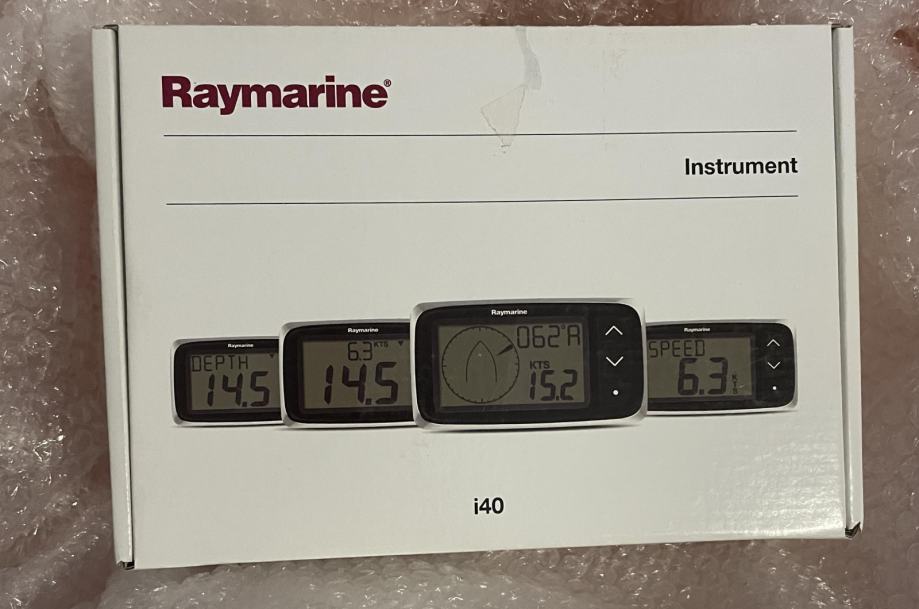 Raymarine®
Instrument
Raymarine
DEPTH
14.5
Raymarine
6.3 KTS
14.5
Raymarine
062°A
KTS
15.2
Raymarine
SPEED
6.3 KTS
i40